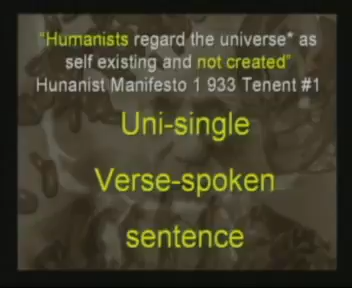 "Humanists regard the universe* as
self existing and not created"
Hunanist Manifesto 1 933 Tenent #1
Uni-single
Verse-spoken
sentence